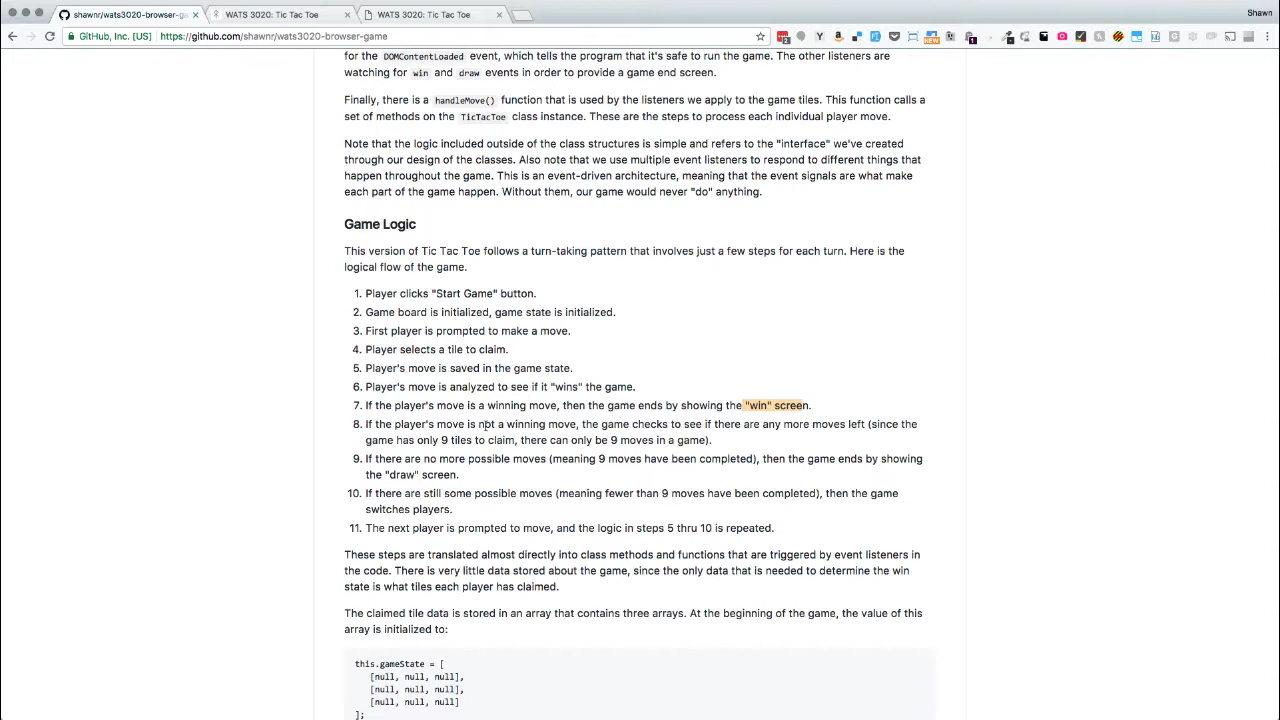 shawnr/wats3020-browser-ga
WATS 3020: Tic Tac Toe
WATS 3020: Tic Tac Toe
Shawn
GitHub, Inc. [US]
https://github.com/shawnr/wats3020-browser-game
for the DOMContentLoaded event, which tells the program that it's safe to run the game. The other listeners are
watching for win and draw events in order to provide a game end screen.
Finally, there is a handleMove() function that is used by the listeners we apply to the game tiles. This function calls a
set of methods on the TicTacToe class instance. These are the steps to process each individual player move.
Note that the logic included outside of the class structures is simple and refers to the "interface" we've created
through our design of the classes. Also note that we use multiple event listeners to respond to different things that
happen throughout the game. This is an event-driven architecture, meaning that the event signals are what make
each part of the game happen. Without them, our game would never "do" anything.
Game Logic
This version of Tic Tac Toe follows a turn-taking pattern that involves just a few steps for each turn. Here is the
logical flow of the game.
1. Player clicks "Start Game" button.
2. Game board is initialized, game state is initialized.
3. First player is prompted to make a move.
4. Player selects a tile to claim.
5. Player's move is saved in the game state.
6. Player's move is analyzed to see if it "wins" the game.
7. If the player's move is a winning move, then the game ends by showing the "win" screen.
8. If the player's move is not a winning move, the game checks to see if there are any more moves left (since the
game has only 9 tiles to claim, there can only be 9 moves in a game).
9. If there are no more possible moves (meaning 9 moves have been completed), then the game ends by showing
the "draw" screen.
10. If there are still some possible moves (meaning fewer than 9 moves have been completed), then the game
switches players.
11. The next player is prompted to move, and the logic in steps 5 thru 10 is repeated.
These steps are translated almost directly into class methods and functions that are triggered by event listeners in
the code. There is very little data stored about the game, since the only data that is needed to determine the win
state is what tiles each player has claimed.
The claimed tile data is stored in an array that contains three arrays. At the beginning of the game, the value of this
array is initialized to:
this.gameState = [
[null, null, null],
[null, null, null],
[null, null, null]
];